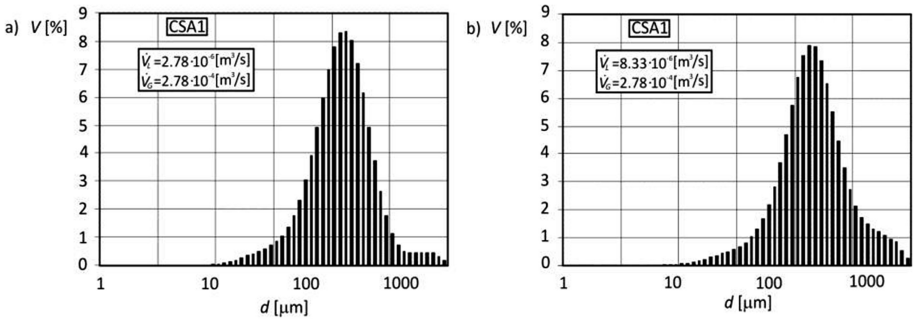 a) V [%]
CSA1
V̇L=2.78·10⁻⁶[m³/s]
V̇G=2.78·10⁻⁴[m³/s]
9
8
7
6
5
4
3
2
1
0
1 10 100 1000
d [μm]
b) V [%]
CSA1
V̇L=8.33·10⁻⁶[m³/s]
V̇G=2.78·10⁻⁴[m³/s]
9
8
7
6
5
4
3
2
1
0
1 10 100 1000
d [μm]